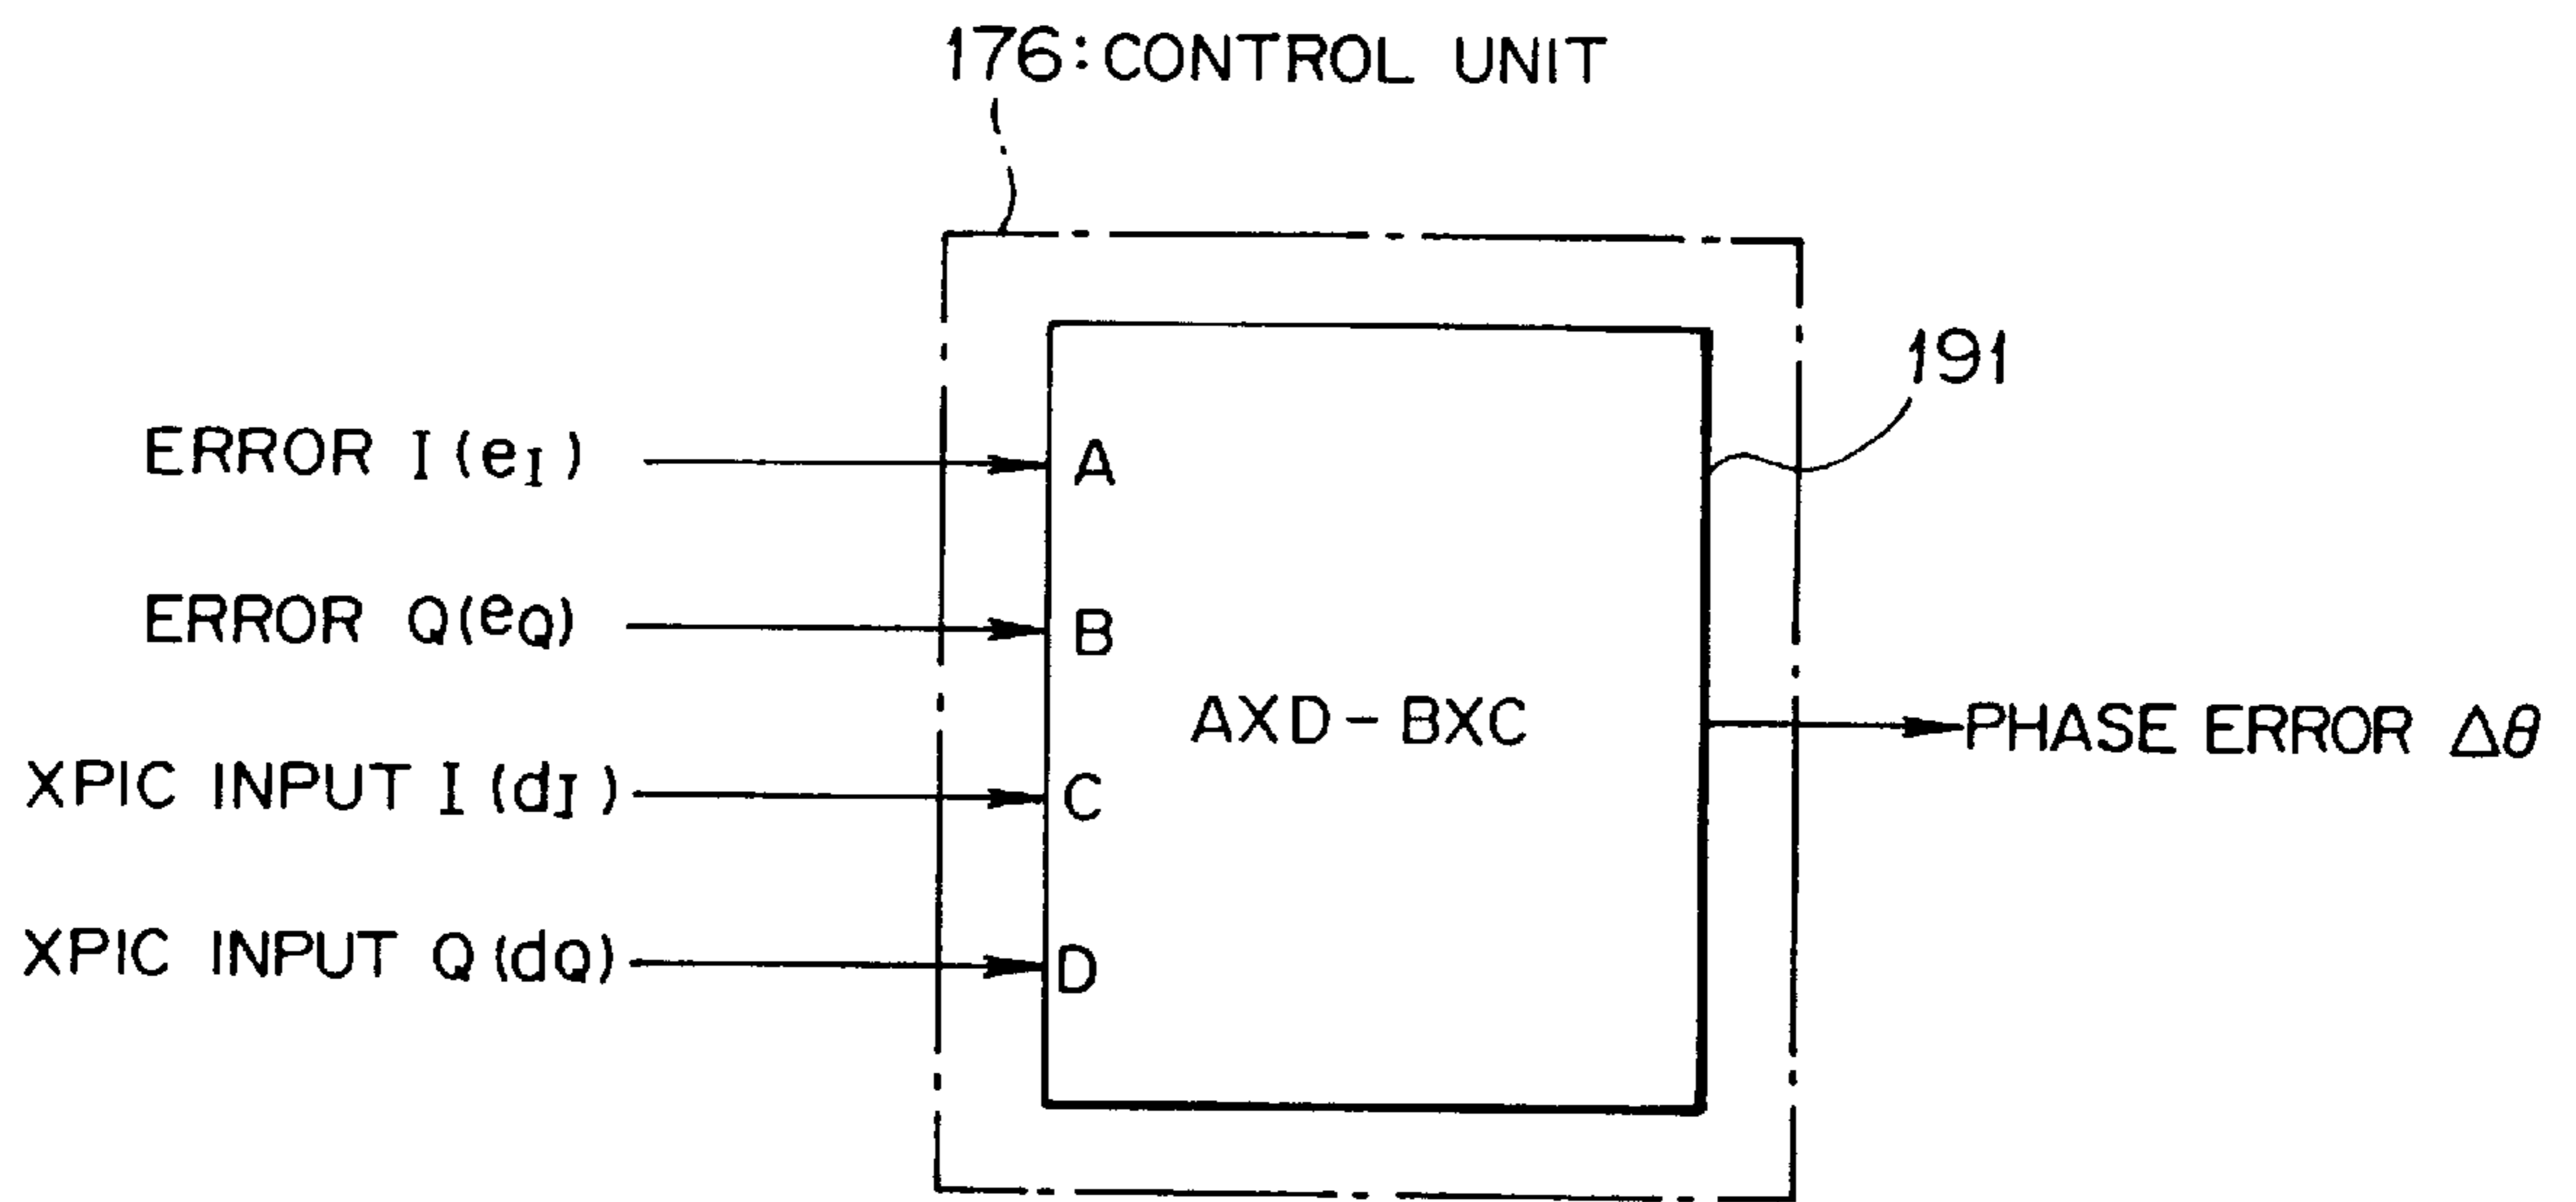 176:CONTROL UNIT
191
ERROR I (eI)
A
ERROR Q(eQ)
B
AXD-BXC
PHASE ERROR Δθ
XPIC INPUT I (dI)
C
XPIC INPUT Q (dQ)
D